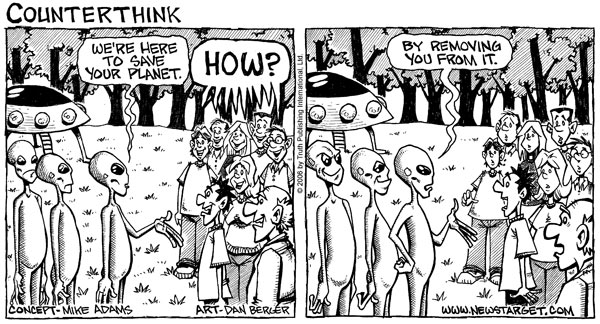 COUNTERTHINK
WE'RE HERE
TO SAVE
YOUR PLANET.
HOW?
© 2006 by Truth Publishing International, Ltd.
BY REMOVING
YOU FROM IT.
CONCEPT-MIKE ADAMS
ART-DAN BERGER
WWW.NEWSTARGET.COM